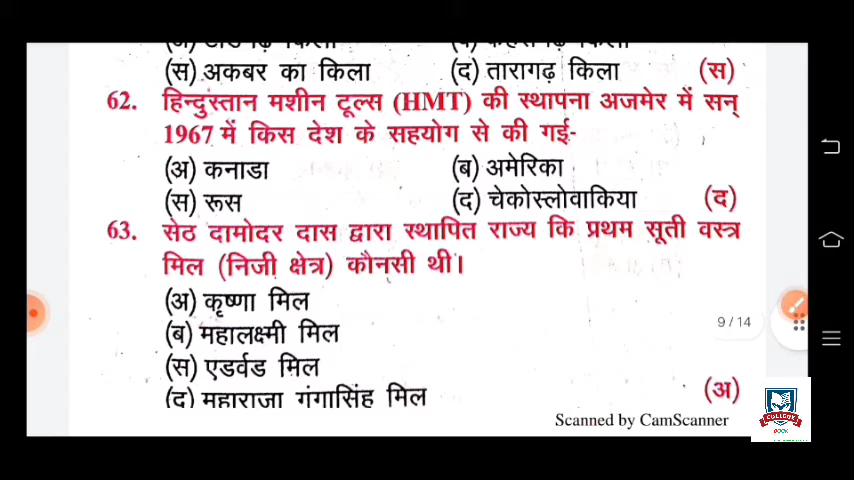 (स) अकबर का किला (द) तारागढ़ किला (स)
62. हिन्दुस्तान मशीन टूल्स (HMT) की स्थापना अजमेर में सन्
1967 में किस देश के सहयोग से की गई-
(अ) कनाडा (ब) अमेरिका
(स) रूस (द) चेकोस्लोवाकिया (द)
63. सेठ दामोदर दास द्वारा स्थापित राज्य कि प्रथम सूती वस्त्र
मिल (निजी क्षेत्र) कौनसी थी।
(अ) कृष्णा मिल
(ब) महालक्ष्मी मिल
9/14
(स) एडर्वड मिल
(द) महाराजा गंगासिंह मिल (अ)
Scanned by CamScanner